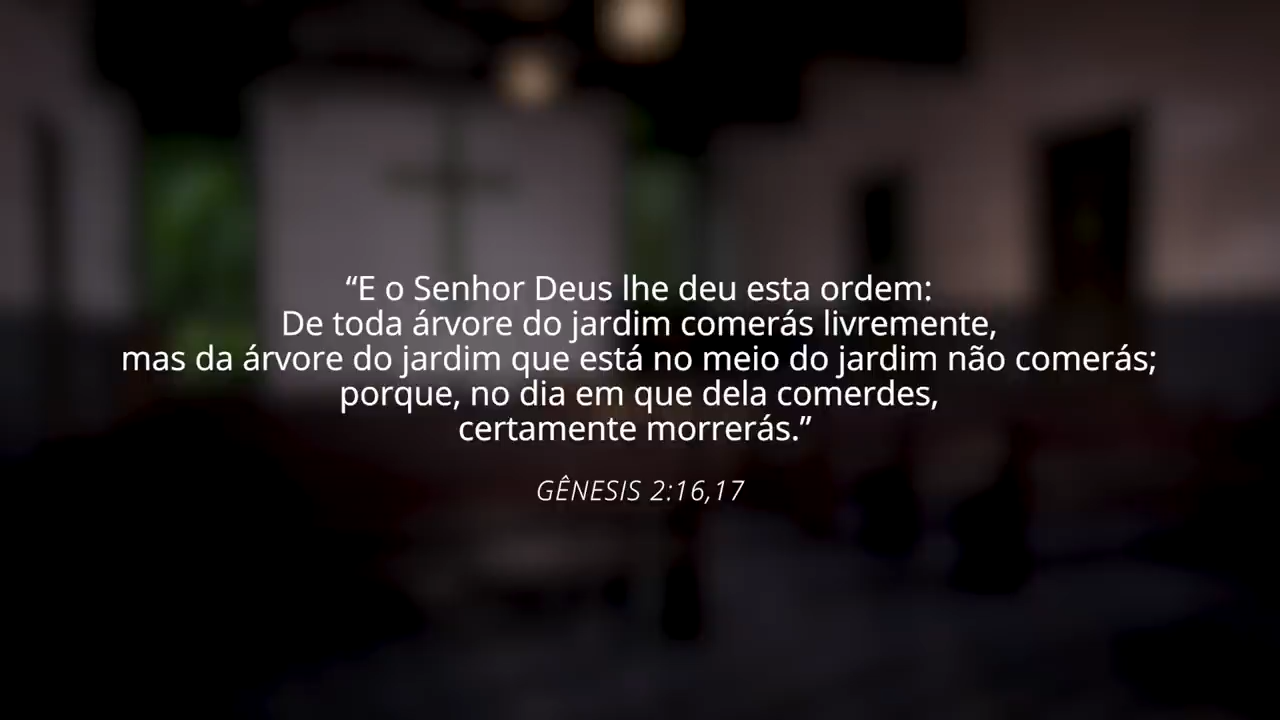 “E o Senhor Deus lhe deu esta ordem:
De toda árvore do jardim comerás livremente,
mas da árvore do jardim que está no meio do jardim não comerás;
porque, no dia em que dela comerdes,
certamente morrerás.”
GÊNESIS 2:16,17